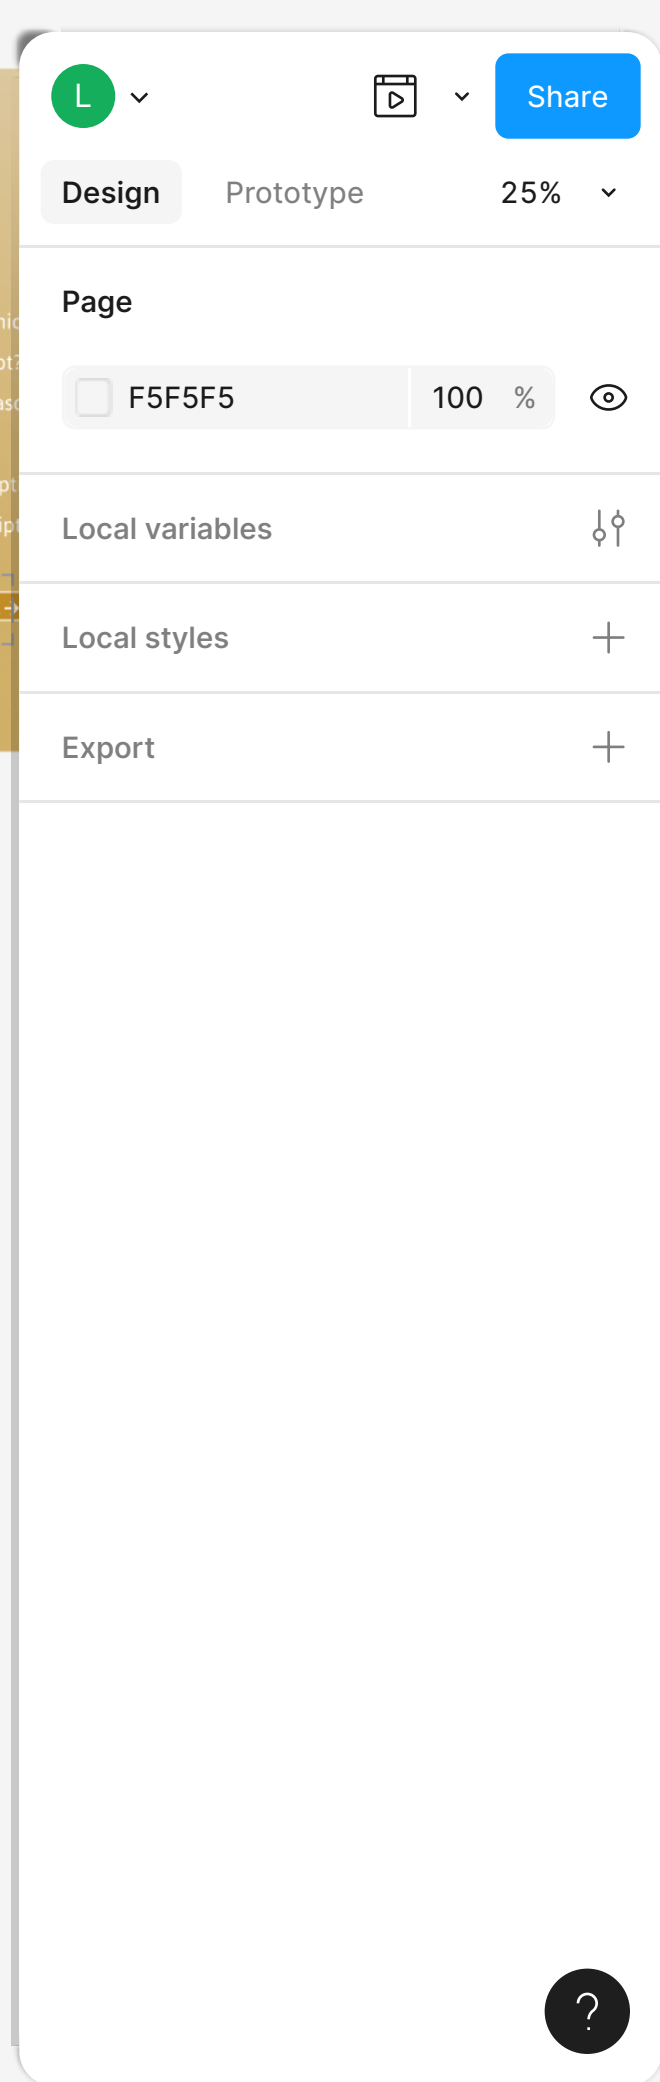 L
Share
Design Prototype 25%
Page
F5F5F5 100 %
Local variables
Local styles
Export
?